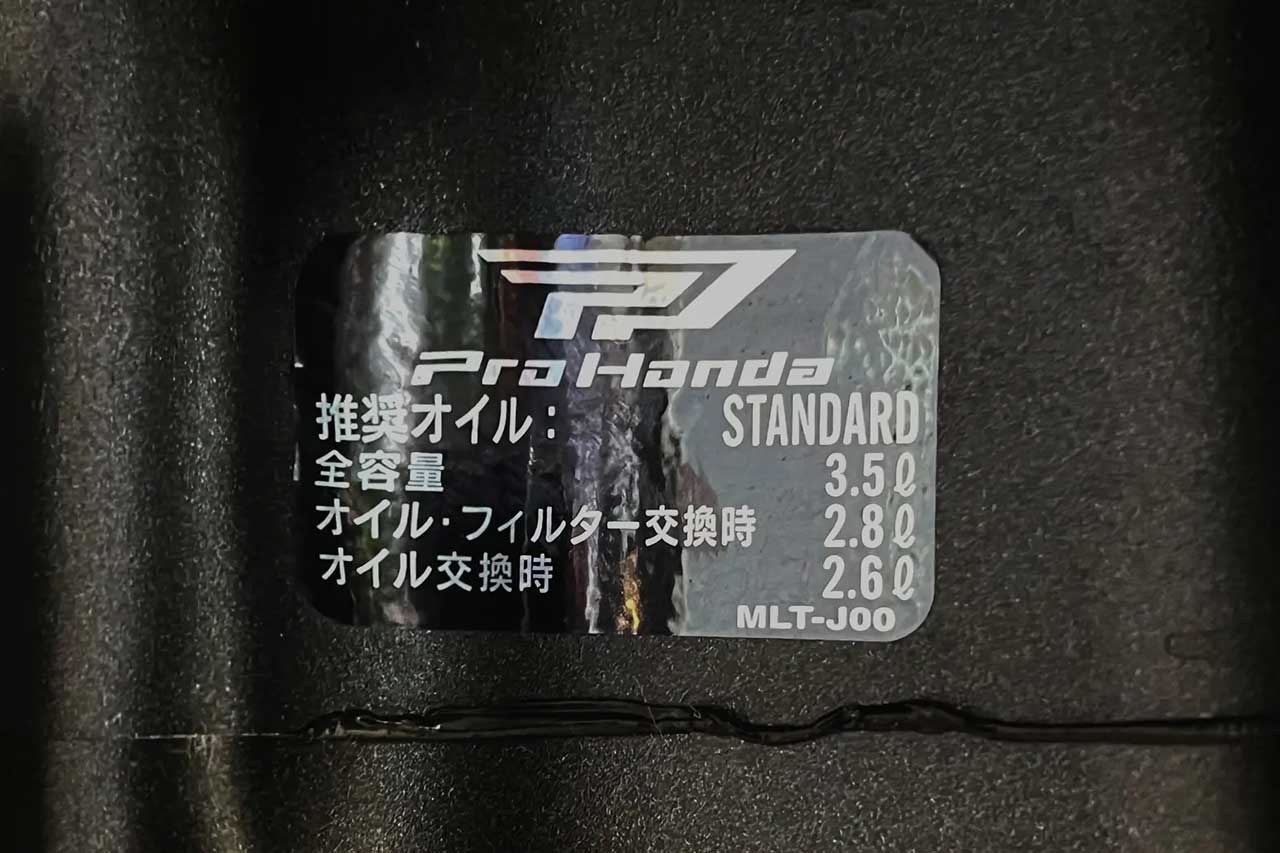 Pro Honda
推奨オイル： STANDARD
全容量 3.5ℓ
オイル・フィルター交換時 2.8ℓ
オイル交換時 2.6ℓ
MLT-J00